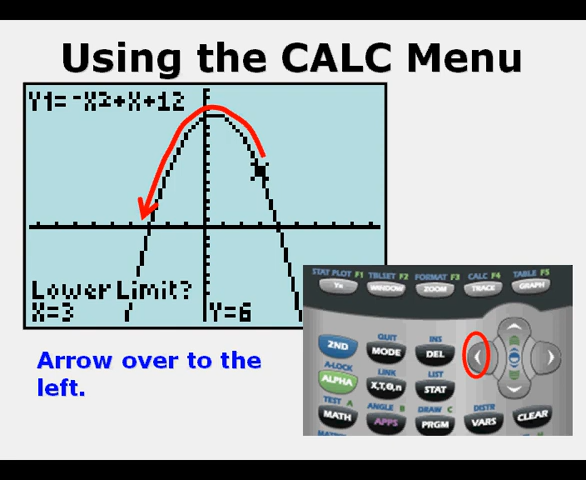 Using the CALC Menu
Y1=-X2+X+12
Lower Limit?
X=3 Y=6
Arrow over to the
left.
STAT PLOT F1 TBLSET F2 FORMAT F3 CALC F4 TABLE F5
Y= WINDOW ZOOM TRACE GRAPH
QUIT INS
2ND MODE DEL
A-LOCK LINK LIST
ALPHA X,T,Θ,n STAT
TEST A ANGLE B DRAW C DISTR
MATH APPS PRGM VARS CLEAR